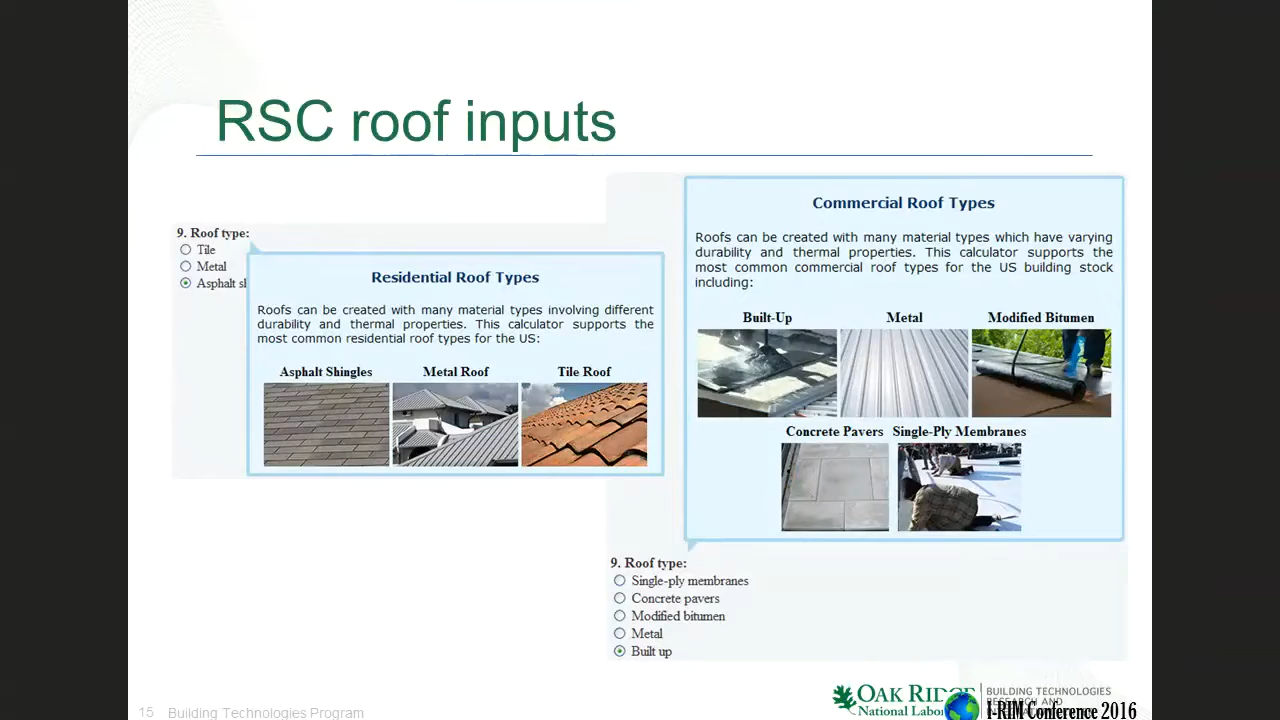 RSC roof inputs
9. Roof type:
Tile
Metal
Asphalt sl
Residential Roof Types
Roofs can be created with many material types involving different
durability and thermal properties. This calculator supports the
most common residential roof types for the US:
Asphalt Shingles
Metal Roof
Tile Roof
Commercial Roof Types
Roofs can be created with many material types which have varying
durability and thermal properties. This calculator supports the
most common commercial roof types for the US building stock
including:
Built-Up
Metal
Modified Bitumen
Concrete Pavers
Single-Ply Membranes
9. Roof type:
Single-ply membranes
Concrete pavers
Modified bitumen
Metal
Built up
15 Building Technologies Program
OAK RIDGE
National
BUILDING TECHNOLOGIES
RESEARCH AND
I-RIM Conference 2016